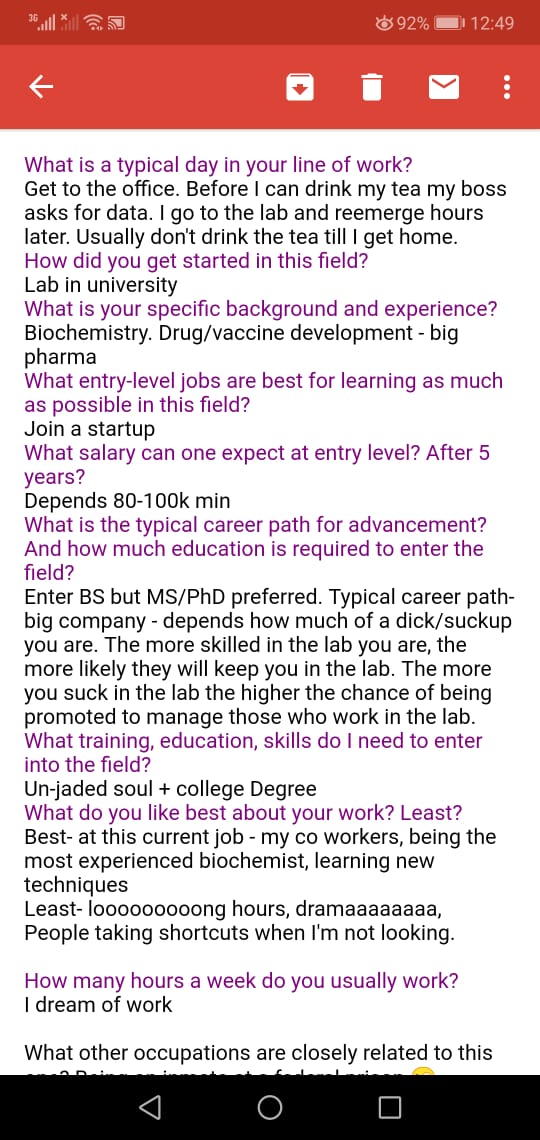 3G 92% 12:49
What is a typical day in your line of work?
Get to the office. Before I can drink my tea my boss
asks for data. I go to the lab and reemerge hours
later. Usually don't drink the tea till I get home.
How did you get started in this field?
Lab in university
What is your specific background and experience?
Biochemistry. Drug/vaccine development - big
pharma
What entry-level jobs are best for learning as much
as possible in this field?
Join a startup
What salary can one expect at entry level? After 5
years?
Depends 80-100k min
What is the typical career path for advancement?
And how much education is required to enter the
field?
Enter BS but MS/PhD preferred. Typical career path-
big company - depends how much of a dick/suckup
you are. The more skilled in the lab you are, the
more likely they will keep you in the lab. The more
you suck in the lab the higher the chance of being
promoted to manage those who work in the lab.
What training, education, skills do I need to enter
into the field?
Un-jaded soul + college Degree
What do you like best about your work? Least?
Best- at this current job - my co workers, being the
most experienced biochemist, learning new
techniques
Least- looooooooong hours, dramaaaaaaaa,
People taking shortcuts when I'm not looking.
How many hours a week do you usually work?
I dream of work
What other occupations are closely related to this
one? Being an inmate at a federal prison